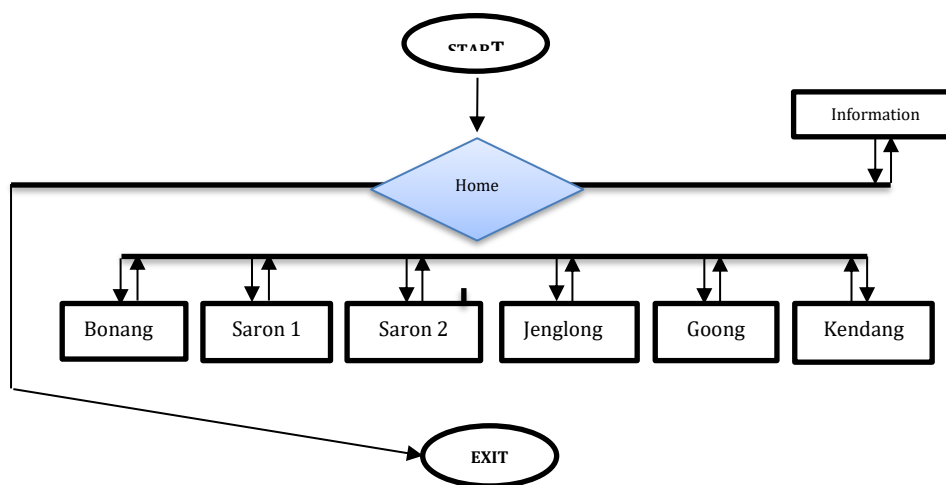 START
Information
Home
Bonang
Saron 1
Saron 2
Jenglong
Goong
Kendang
EXIT